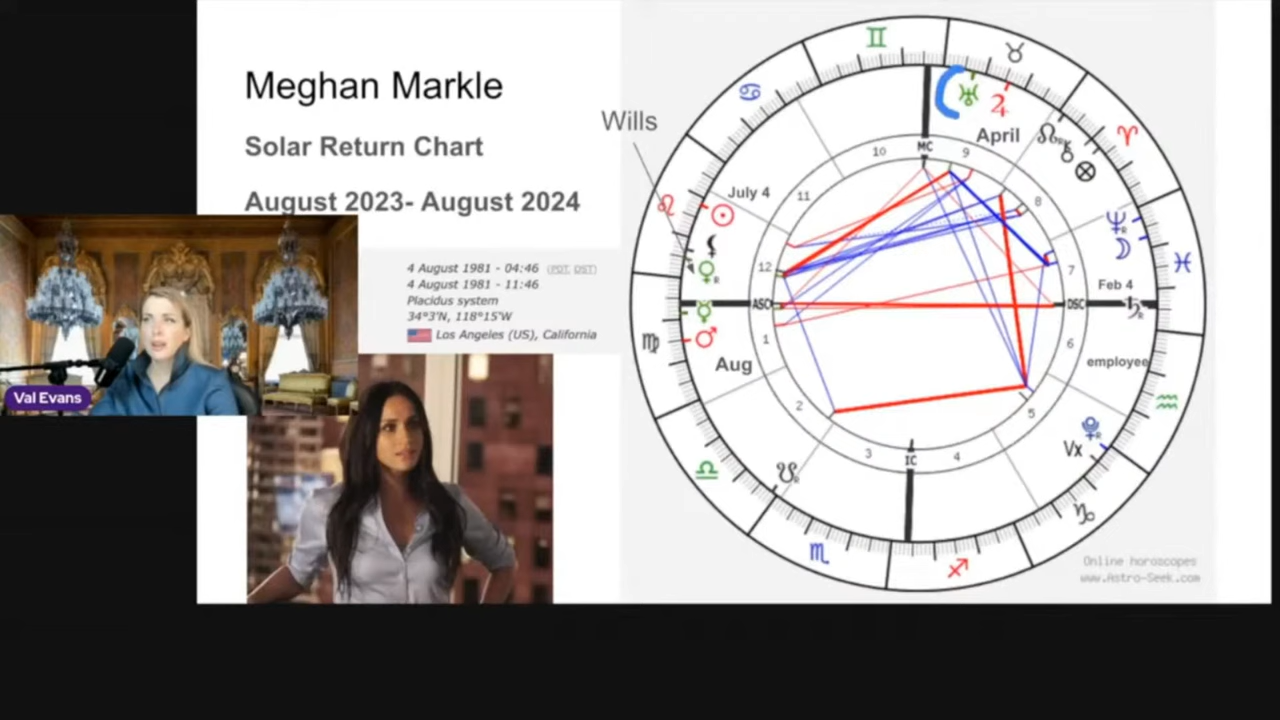 Meghan Markle
Solar Return Chart
August 2023- August 2024
4 August 1981 - 04:46 (PDT, DST)
4 August 1981 - 11:46
Placidus system
34°3'N, 118°15'W
Los Angeles (US), California
Val Evans
Wills
July 4
April
Feb 4
employee
Aug
MC
ASC
DSC
IC
10
9
11
8
12
7
1
6
2
5
3
4
R
R
R
R
R
R
Vx
Online horoscopes
www.Astro-Seek.com